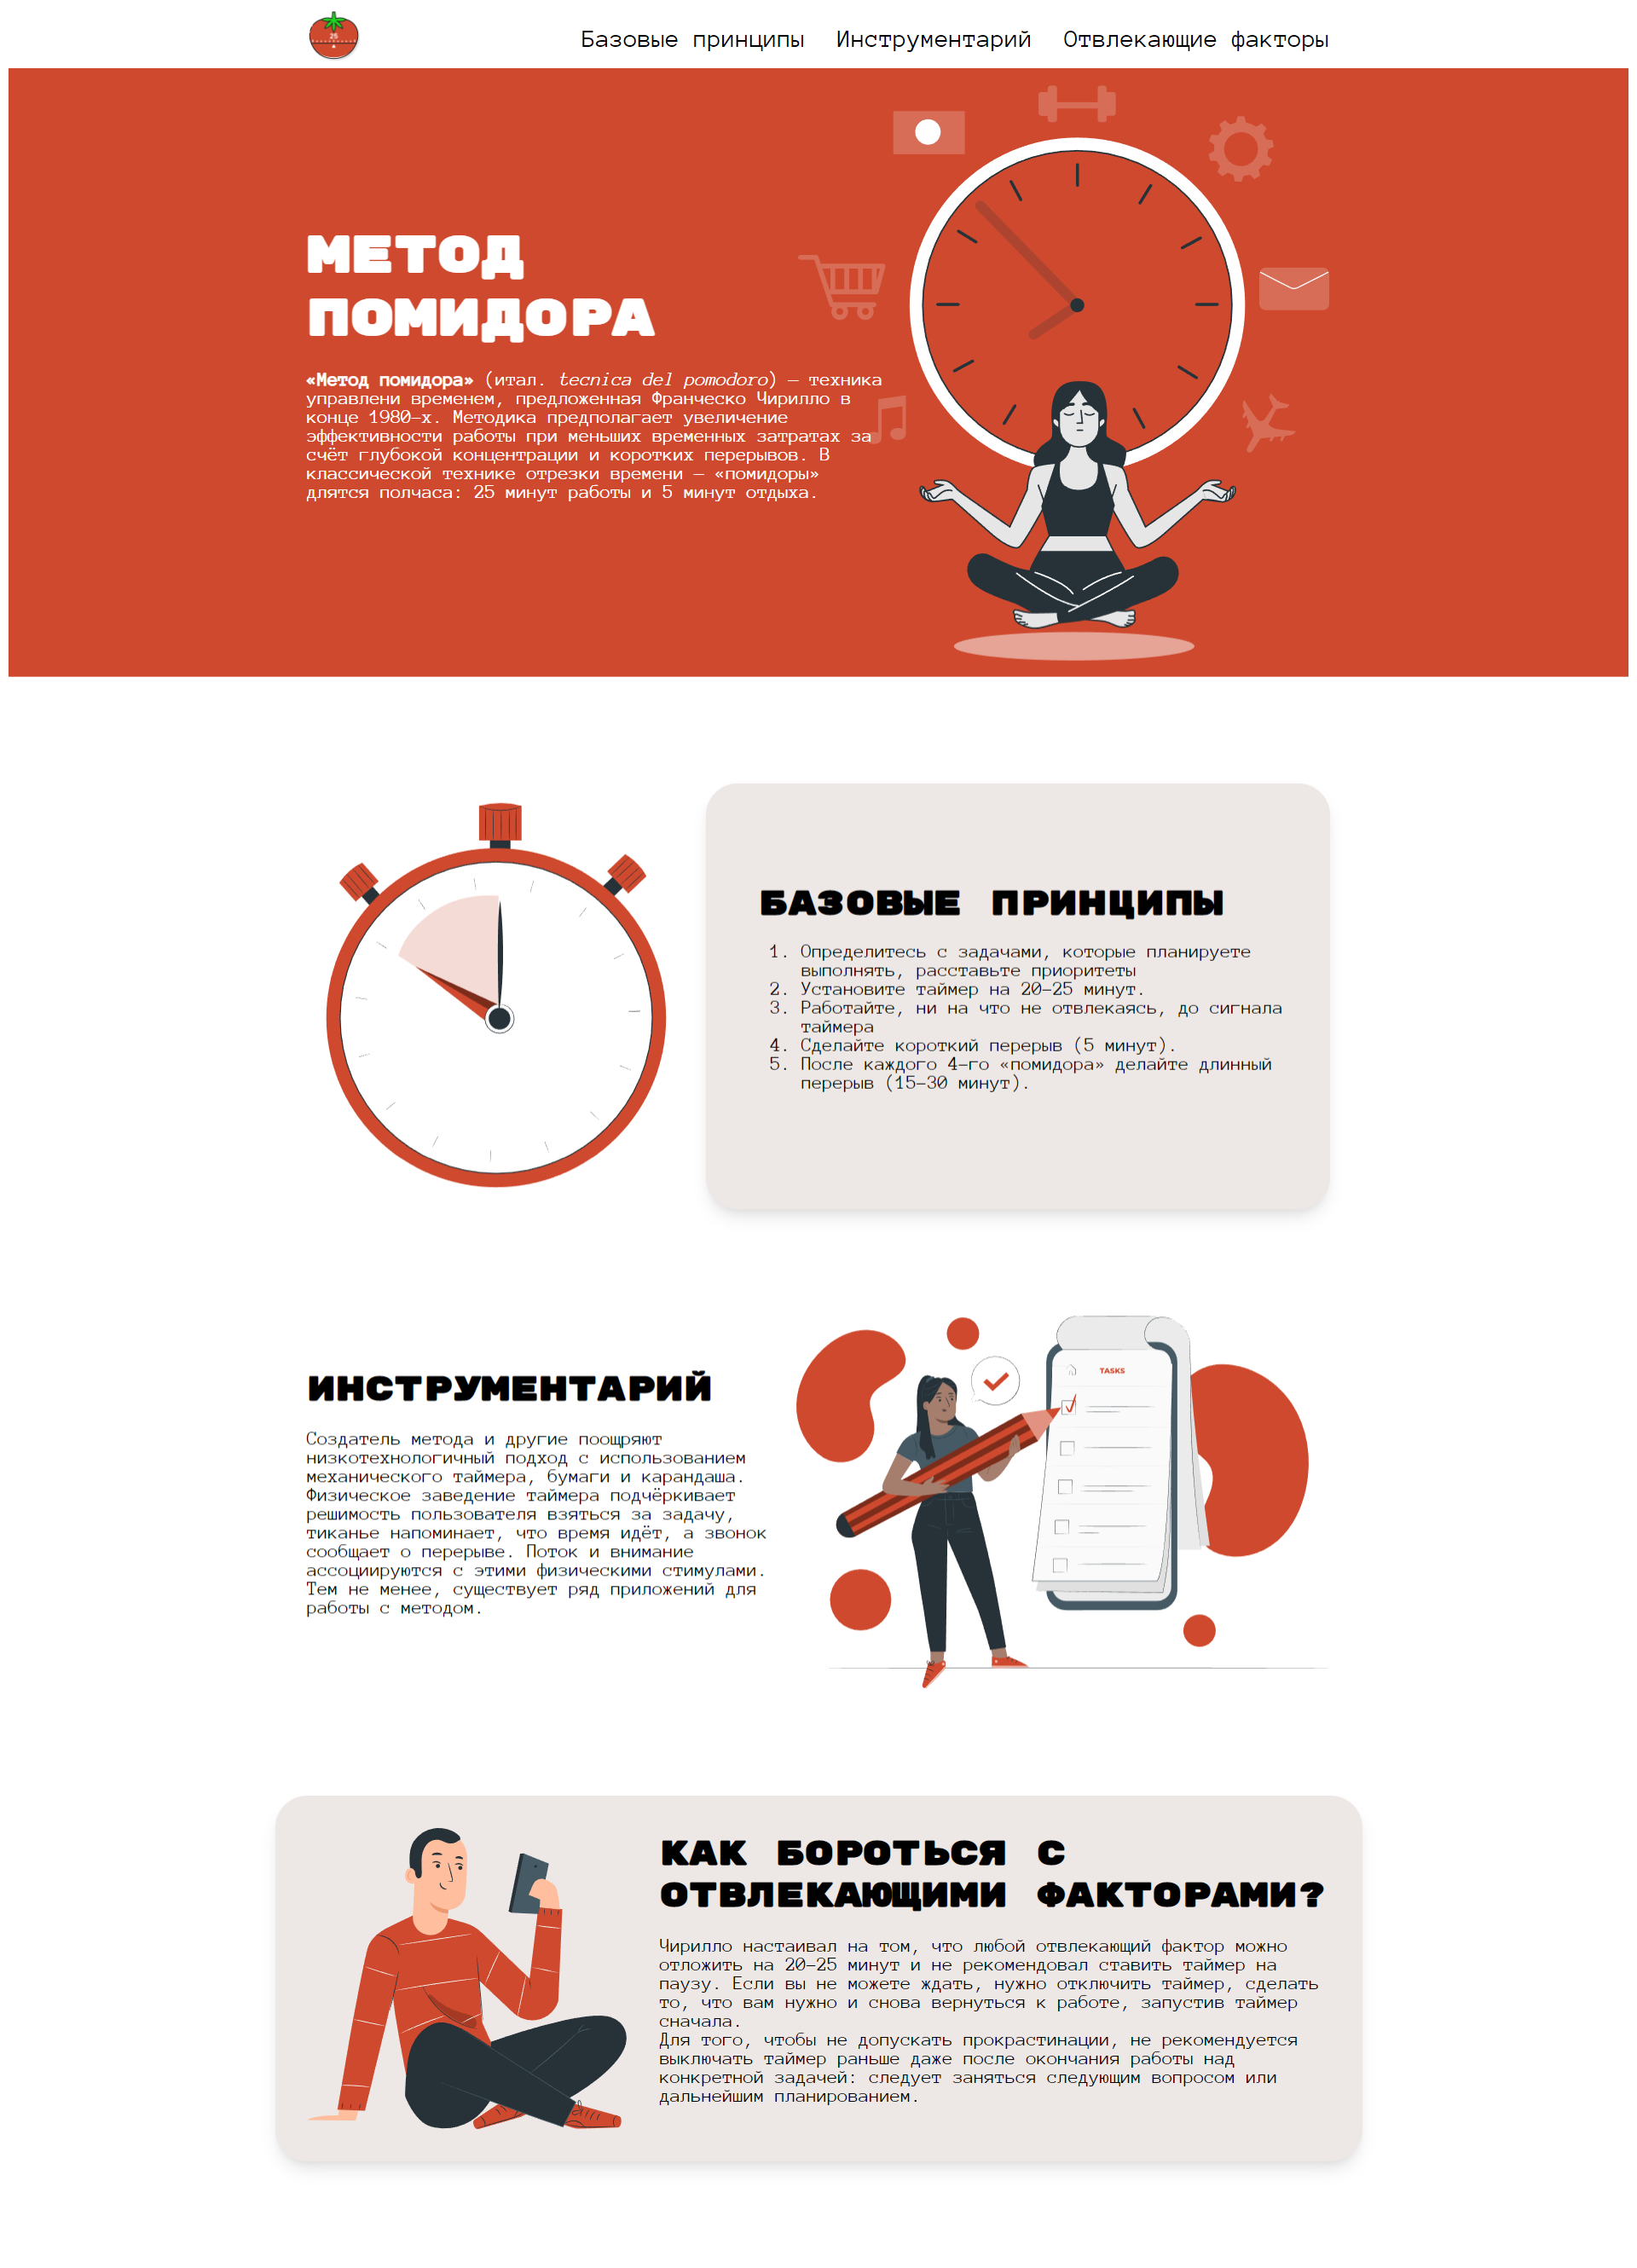 25
Базовые принципы Инструментарий Отвлекающие факторы
МЕТОД
ПОМИДОРА
«Метод помидора» (итал. tecnica del pomodoro) — техника
управлени временем, предложенная Франческо Чирилло в
конце 1980-х. Методика предполагает увеличение
эффективности работы при меньших временных затратах за
счёт глубокой концентрации и коротких перерывов. В
классической технике отрезки времени — «помидоры»
длятся полчаса: 25 минут работы и 5 минут отдыха.
БАЗОВЫЕ ПРИНЦИПЫ
1. Определитесь с задачами, которые планируете
выполнять, расставьте приоритеты
2. Установите таймер на 20-25 минут.
3. Работайте, ни на что не отвлекаясь, до сигнала
таймера
4. Сделайте короткий перерыв (5 минут).
5. После каждого 4-го «помидора» делайте длинный
перерыв (15-30 минут).
ИНСТРУМЕНТАРИЙ
Создатель метода и другие поощряют
низкотехнологичный подход с использованием
механического таймера, бумаги и карандаша.
Физическое заведение таймера подчёркивает
решимость пользователя взяться за задачу,
тиканье напоминает, что время идёт, а звонок
сообщает о перерыве. Поток и внимание
ассоциируются с этими физическими стимулами.
Тем не менее, существует ряд приложений для
работы с методом.
TASKS
КАК БОРОТЬСЯ С
ОТВЛЕКАЮЩИМИ ФАКТОРАМИ?
Чирилло настаивал на том, что любой отвлекающий фактор можно
отложить на 20-25 минут и не рекомендовал ставить таймер на
паузу. Если вы не можете ждать, нужно отключить таймер, сделать
то, что вам нужно и снова вернуться к работе, запустив таймер
сначала.
Для того, чтобы не допускать прокрастинации, не рекомендуется
выключать таймер раньше даже после окончания работы над
конкретной задачей: следует заняться следующим вопросом или
дальнейшим планированием.